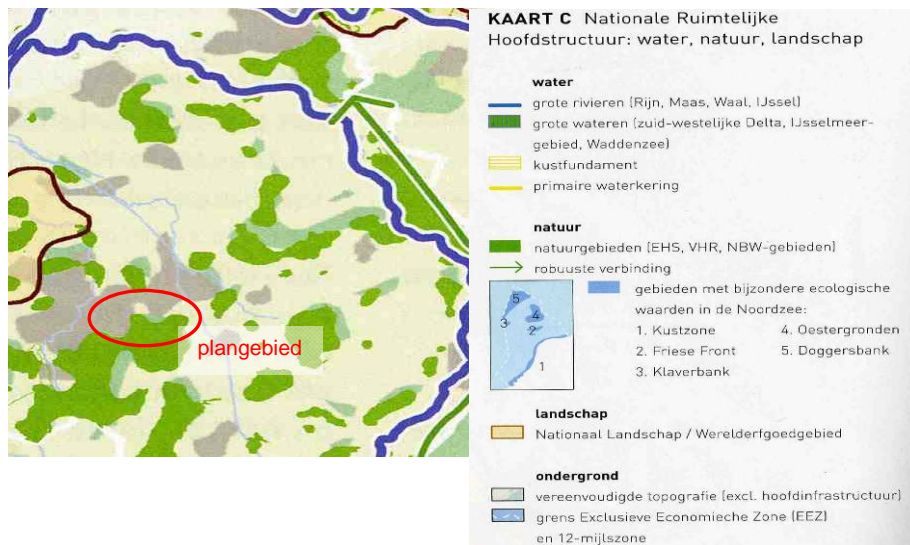 plangebied
KAART C Nationale Ruimtelijke
Hoofdstructuur: water, natuur, landschap
water
grote rivieren (Rijn, Maas, Waal, IJssel)
grote wateren (zuid-westelijke Delta, IJsselmeer-
gebied, Waddenzee)
kustfundament
primaire waterkering
natuur
natuurgebieden (EHS, VHR, NBW-gebieden)
robuuste verbinding
gebieden met bijzondere ecologische
waarden in de Noordzee:
1. Kustzone 4. Oestergronden
2. Friese Front 5. Doggersbank
3. Klaverbank
5
4
3 2
1
landschap
Nationaal Landschap / Werelderfgoedgebied
ondergrond
vereenvoudigde topografie (excl. hoofdinfrastructuur)
grens Exclusieve Economieche Zone (EEZ)
en 12-mijlszone